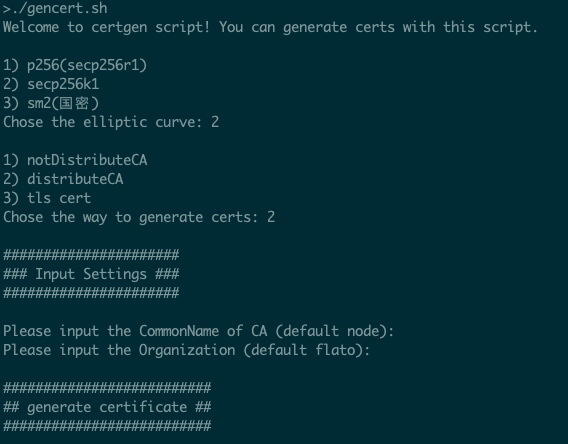 >./gencert.sh
Welcome to certgen script! You can generate certs with this script.
1) p256(secp256r1)
2) secp256k1
3) sm2(国密)
Chose the elliptic curve: 2
1) notDistributeCA
2) distributeCA
3) tls cert
Chose the way to generate certs: 2
######################
### Input Settings ###
######################
Please input the CommonName of CA (default node):
Please input the Organization (default flato):
##########################
## generate certificate ##
##########################